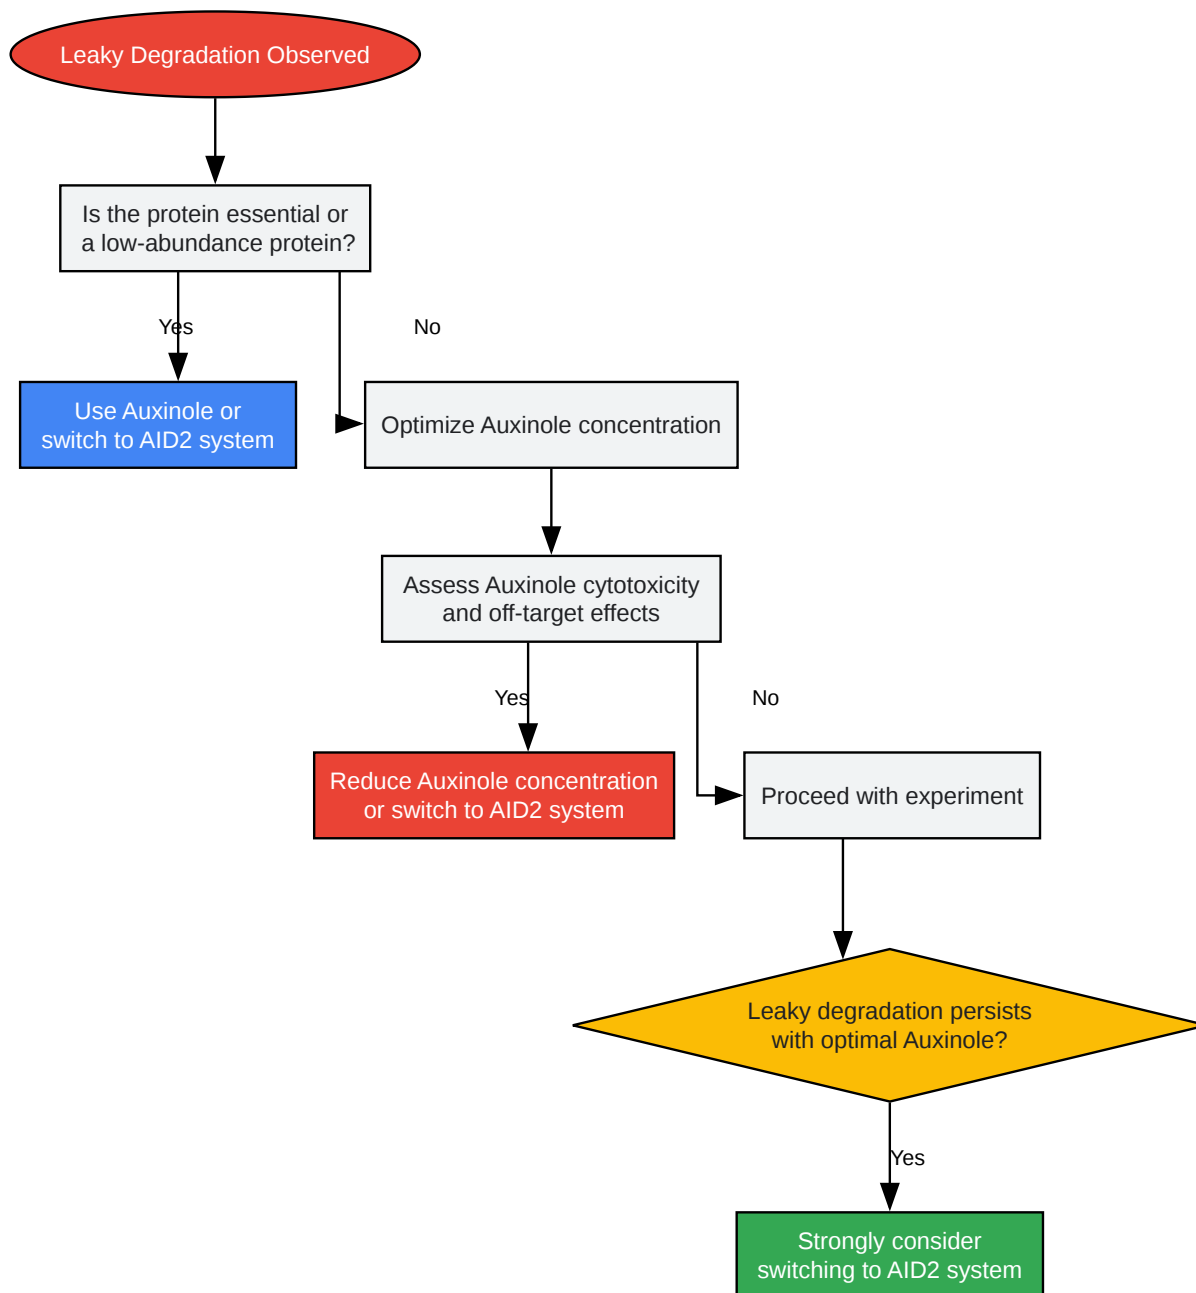 Leaky Degradation Observed
Is the protein essential or
a low-abundance protein?
Yes
No
Use Auxinole or
switch to AID2 system
Optimize Auxinole concentration
Assess Auxinole cytotoxicity
and off-target effects
Yes
No
Reduce Auxinole concentration
or switch to AID2 system
Proceed with experiment
Leaky degradation persists
with optimal Auxinole?
Yes
Strongly consider
switching to AID2 system